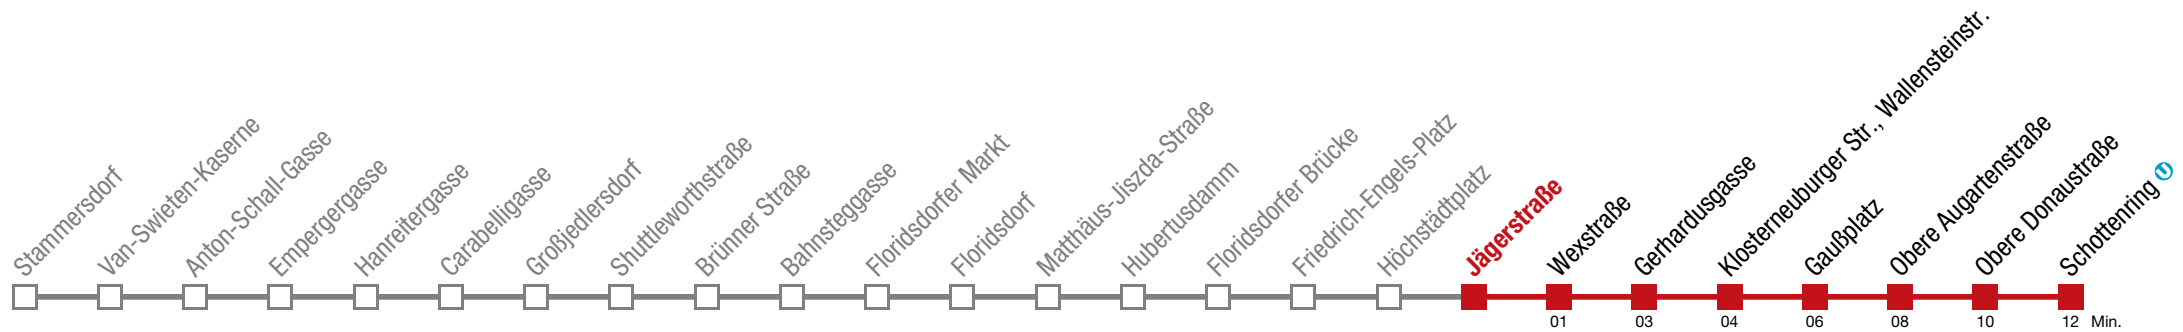 Stammersdorf
Van-Swieten-Kaserne
Anton-Schall-Gasse
Empergergasse
Hanreitergasse
Carabelligasse
Großjedlersdorf
Shuttleworthstraße
Brünner Straße
Bahnsteggasse
Floridsdorfer Markt
Floridsdorf
Matthäus-Jiszda-Straße
Hubertusdamm
Floridsdorfer Brücke
Friedrich-Engels-Platz
Höchstädtplatz
Jägerstraße
Wexstraße
Gerhardusgasse
Klosterneuburger Str., Wallensteinstr.
Gaußplatz
Obere Augartenstraße
Obere Donaustraße
Schottenring U
01 03 04 06 08 10 12 Min.